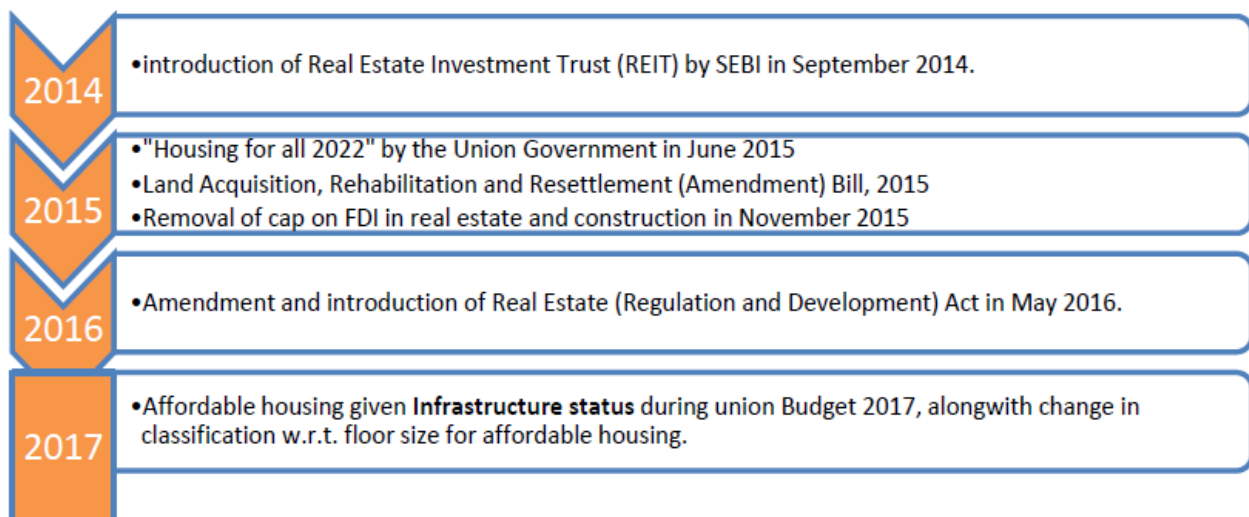 2014
•introduction of Real Estate Investment Trust (REIT) by SEBI in September 2014.
2015
•"Housing for all 2022" by the Union Government in June 2015
•Land Acquisition, Rehabilitation and Resettlement (Amendment) Bill, 2015
•Removal of cap on FDI in real estate and construction in November 2015
2016
•Amendment and introduction of Real Estate (Regulation and Development) Act in May 2016.
2017
•Affordable housing given Infrastructure status during union Budget 2017, alongwith change in
classification w.r.t. floor size for affordable housing.